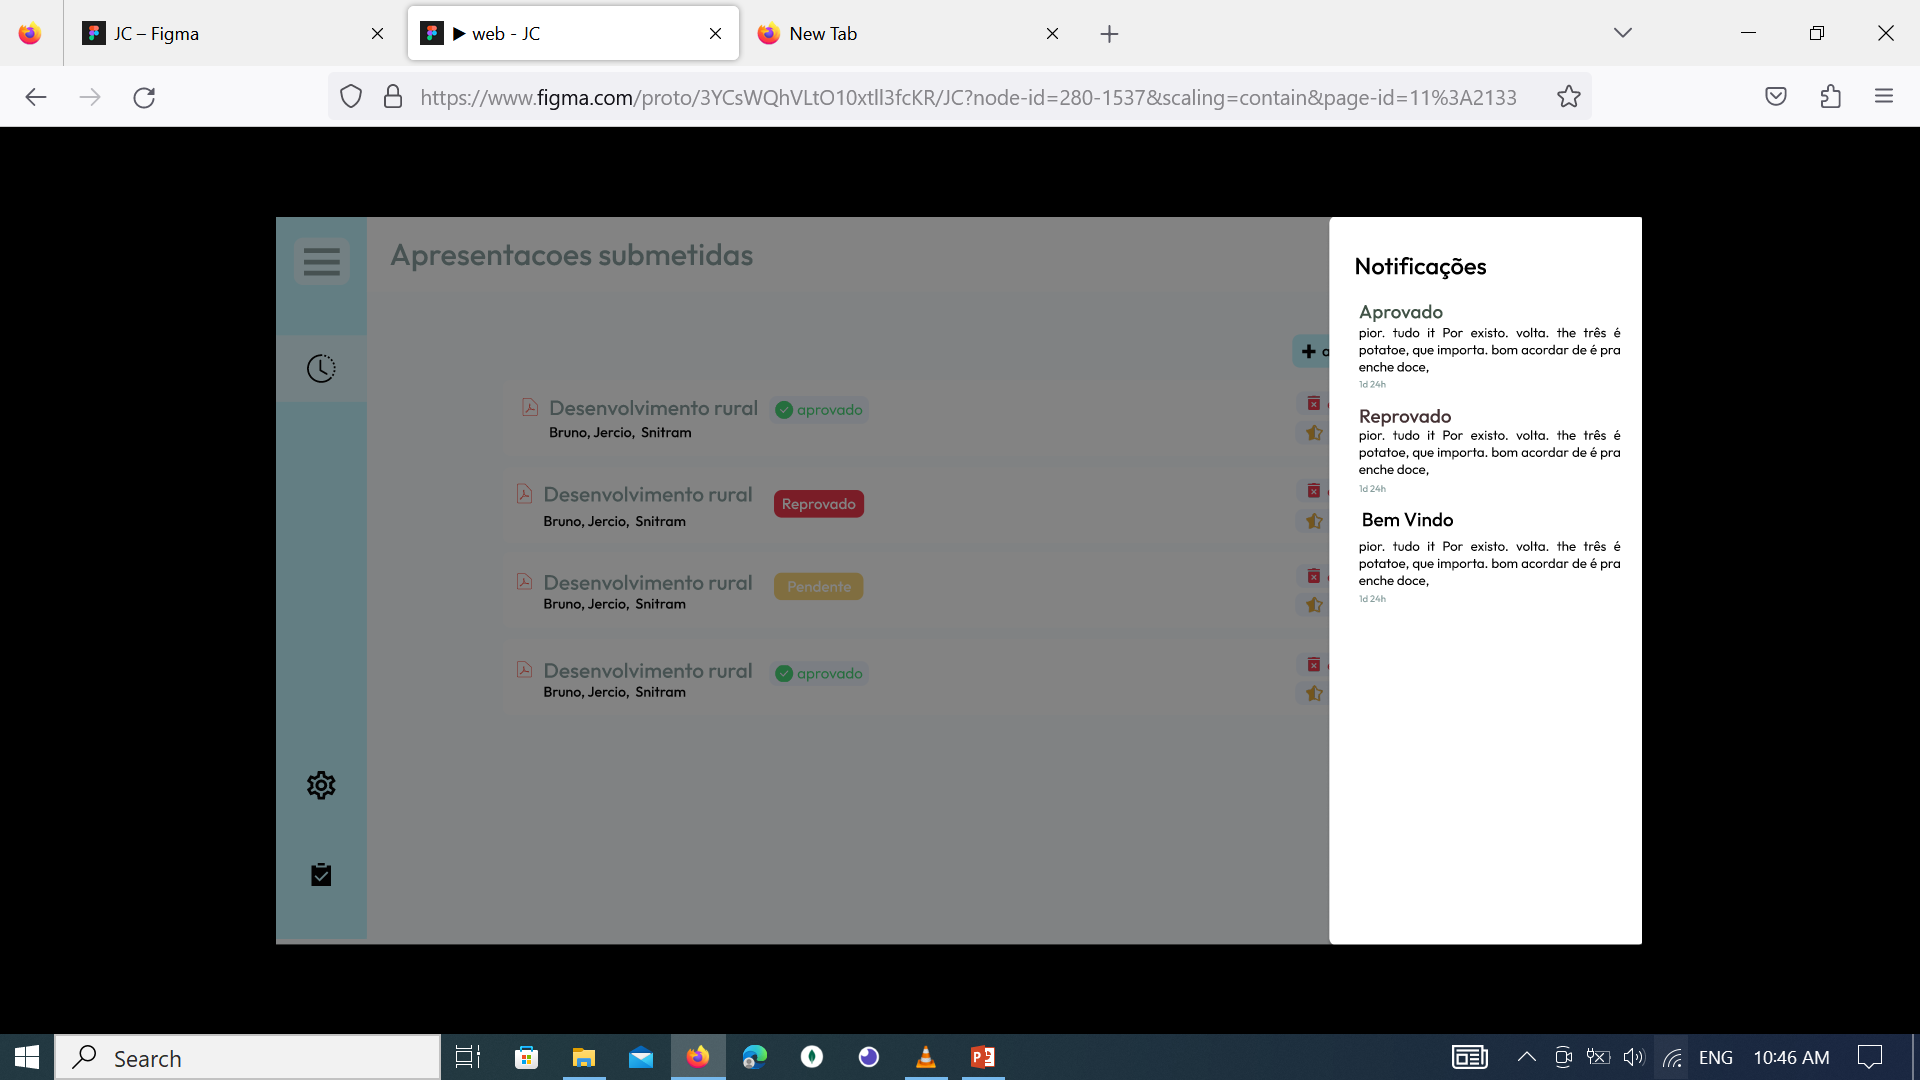 JC – Figma
web - JC
New Tab
https://www.figma.com/proto/3YCsWQhVLtO10xtll3fcKR/JC?node-id=280-1537&scaling=contain&page-id=11%3A2133
Apresentacoes submetidas
Desenvolvimento rural aprovado
Bruno, Jercio, Snitram
Desenvolvimento rural Reprovado
Bruno, Jercio, Snitram
Desenvolvimento rural Pendente
Bruno, Jercio, Snitram
Desenvolvimento rural aprovado
Bruno, Jercio, Snitram
Notificações
Aprovado
pior. tudo it Por existo. volta. the três é
potatoe, que importa. bom acordar de é pra
enche doce,
1d 24h
Reprovado
pior. tudo it Por existo. volta. the três é
potatoe, que importa. bom acordar de é pra
enche doce,
1d 24h
Bem Vindo
pior. tudo it Por existo. volta. the três é
potatoe, que importa. bom acordar de é pra
enche doce,
1d 24h
Search
ENG
10:46 AM